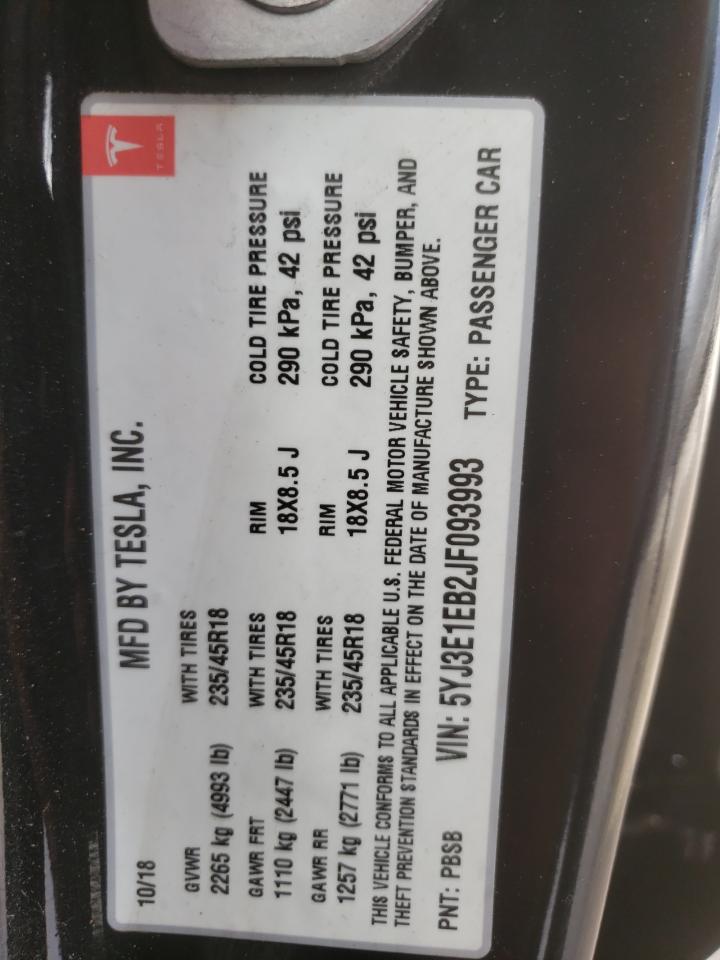 TESLA
10/18 MFD BY TESLA, INC.
GVWR WITH TIRES
2265 kg (4993 lb) 235/45R18
GAWR FRT WITH TIRES RIM COLD TIRE PRESSURE
1110 kg (2447 lb) 235/45R18 18X8.5 J 290 kPa, 42 psi
GAWR RR WITH TIRES RIM COLD TIRE PRESSURE
1257 kg (2771 lb) 235/45R18 18X8.5 J 290 kPa, 42 psi
THIS VEHICLE CONFORMS TO ALL APPLICABLE U.S. FEDERAL MOTOR VEHICLE SAFETY, BUMPER, AND
THEFT PREVENTION STANDARDS IN EFFECT ON THE DATE OF MANUFACTURE SHOWN ABOVE.
PNT: PBSB VIN: 5YJ3E1EB2JF093993 TYPE: PASSENGER CAR